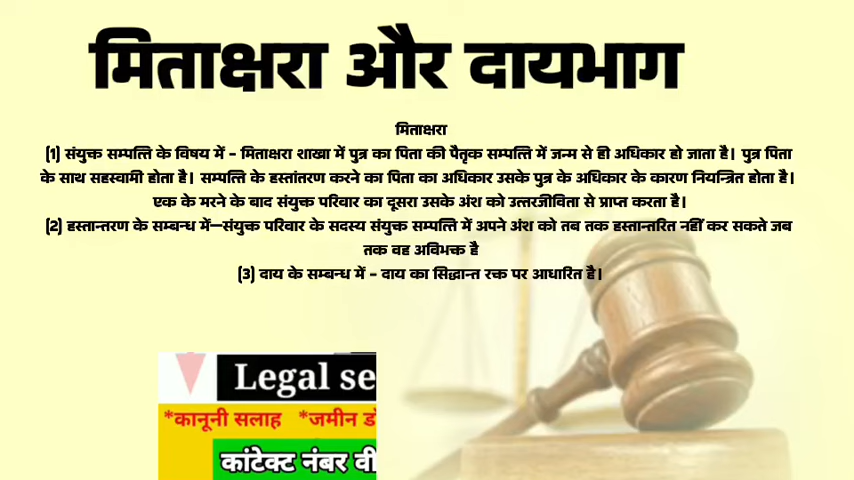 मिताक्षरा और दायभाग
मिताक्षरा
(1) संयुक्त सम्पत्ति के विषय में - मिताक्षरा शाखा में पुत्र का पिता की पैतृक सम्पत्ति में जन्म से ही अधिकार हो जाता है। पुत्र पिता
के साथ सहस्वामी होता है। सम्पत्ति के हस्तांतरण करने का पिता का अधिकार उसके पुत्र के अधिकार के कारण नियन्त्रित होता है।
एक के मरने के बाद संयुक्त परिवार का दूसरा उसके अंश को उत्तरजीविता से प्राप्त करता है।
(2) हस्तान्तरण के सम्बन्ध में—संयुक्त परिवार के सदस्य संयुक्त सम्पत्ति में अपने अंश को तब तक हस्तान्तरित नहीं कर सकते जब
तक वह अविभक्त है
(3) दाय के सम्बन्ध में - दाय का सिद्धान्त रक्त पर आधारित है।
Legal se
*कानूनी सलाह *जमीन डॉ
कांटेक्ट नंबर वी